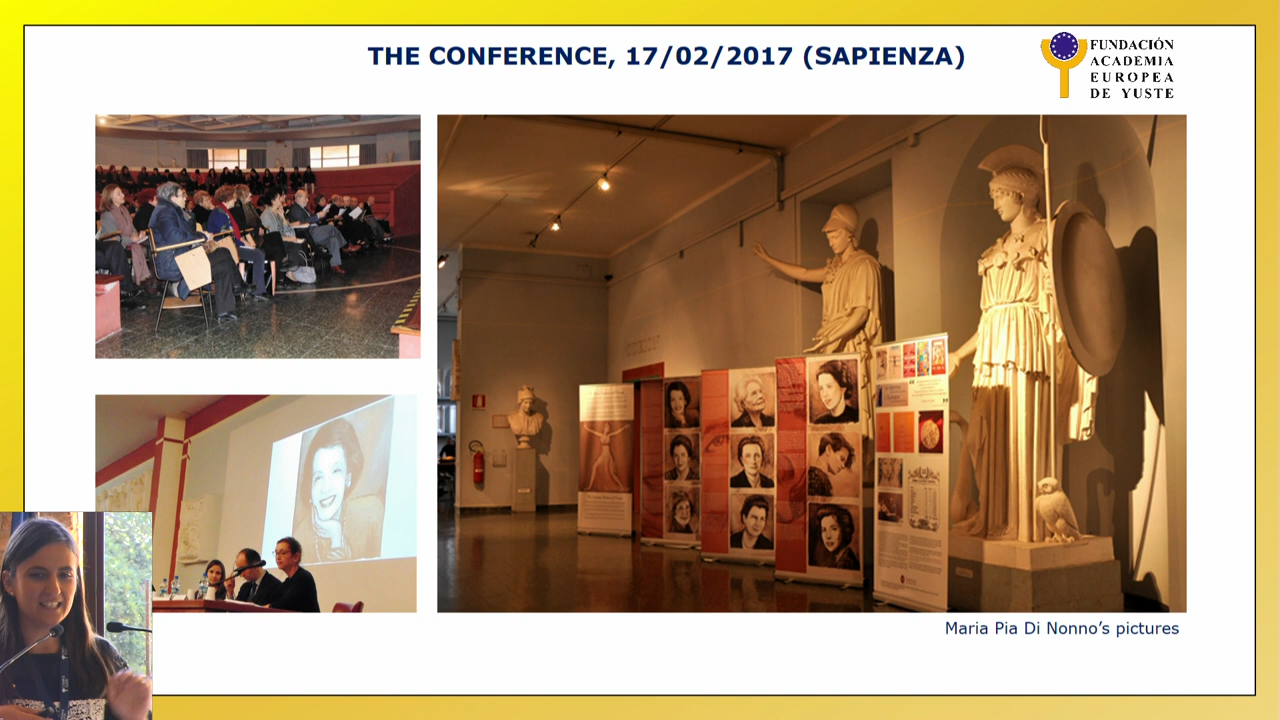 THE CONFERENCE, 17/02/2017 (SAPIENZA)
FUNDACIÓN
ACADEMIA
EUROPEA
DE YUSTE
Maria Pia Di Nonno's pictures